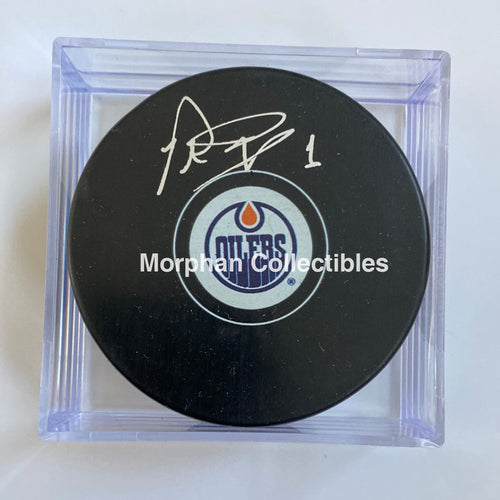 1
OILERS
Morphan Collectibles
®